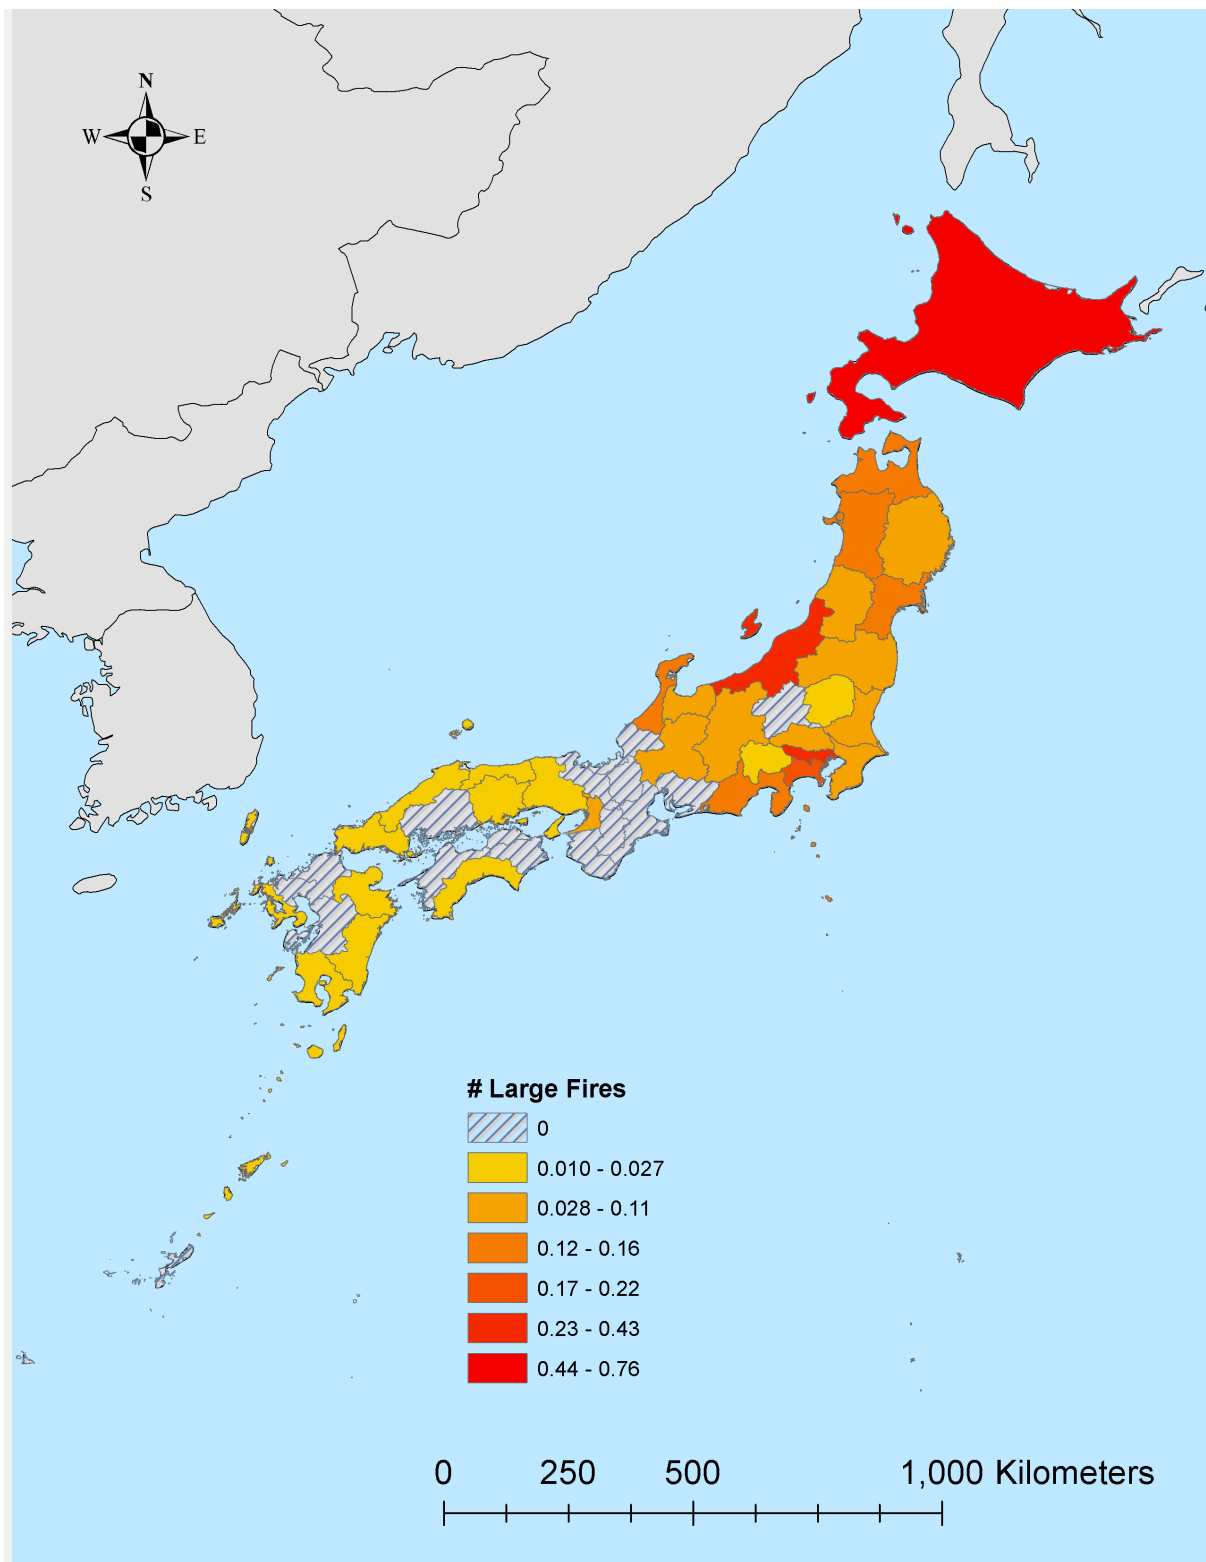 N
W E
S
# Large Fires
0
0.010 - 0.027
0.028 - 0.11
0.12 - 0.16
0.17 - 0.22
0.23 - 0.43
0.44 - 0.76
0 250 500 1,000 Kilometers